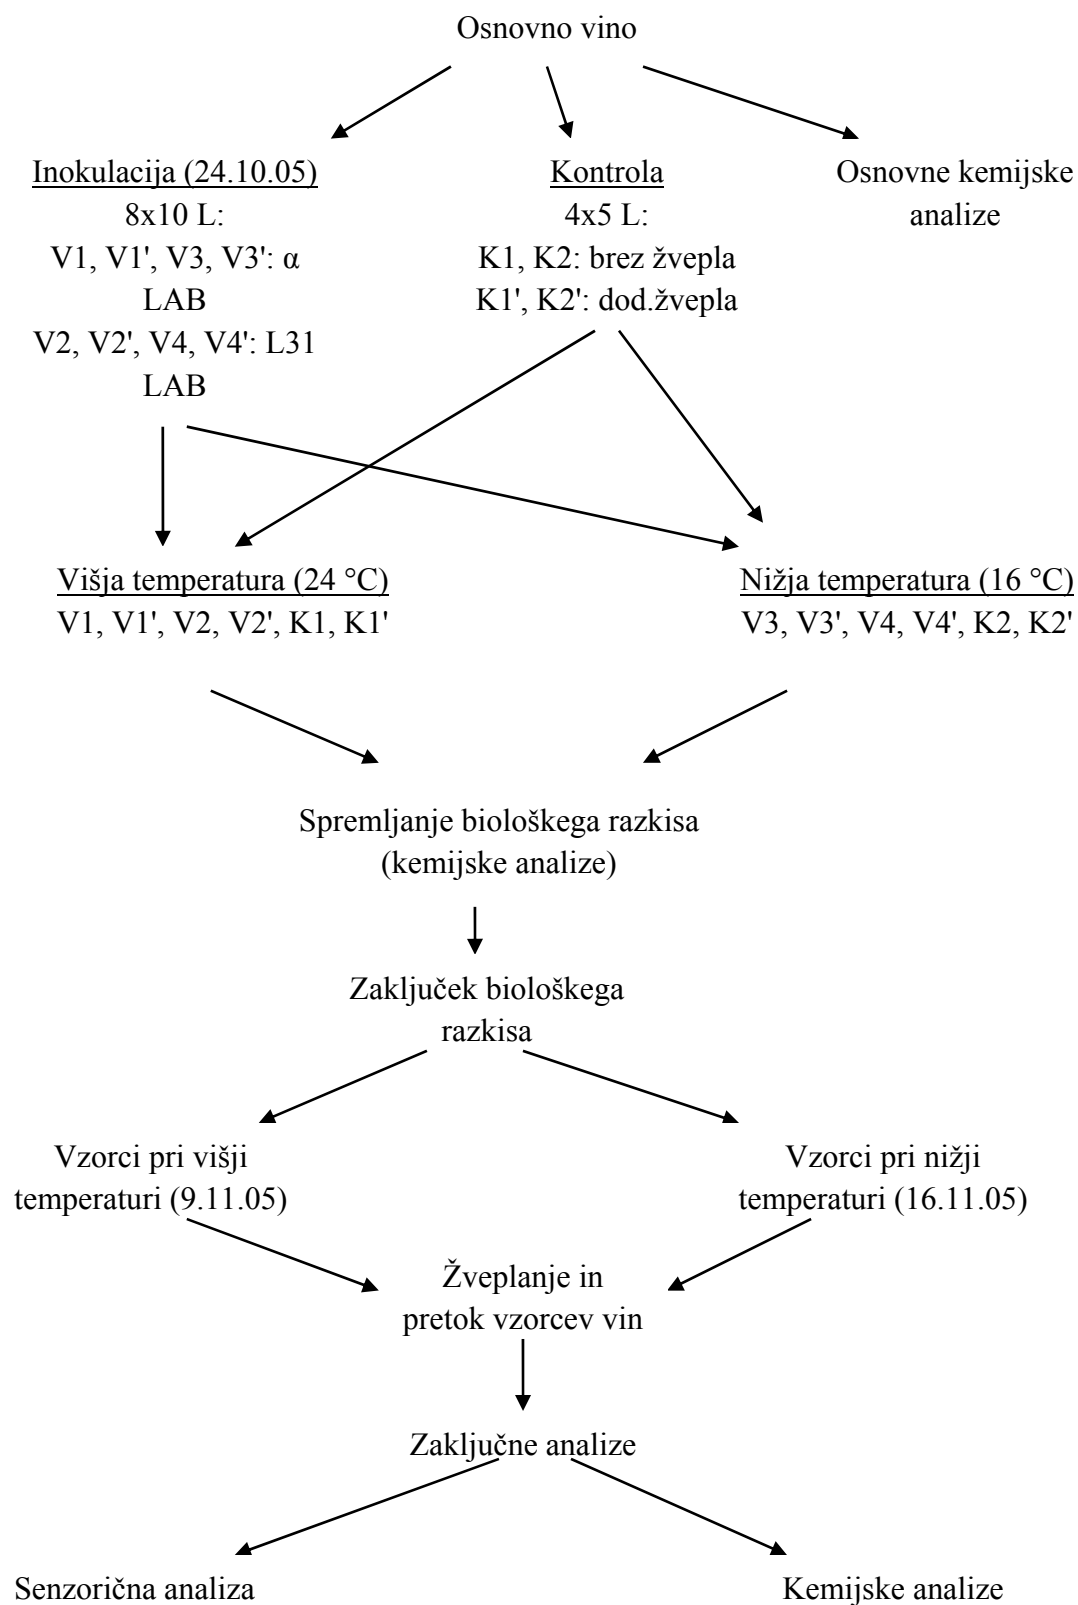 Osnovno vino
Inokulacija (24.10.05)
8x10 L:
V1, V1', V3, V3': α
LAB
V2, V2', V4, V4': L31
LAB
Kontrola
4x5 L:
K1, K2: brez žvepla
K1', K2': dod.žvepla
Osnovne kemijske
analize
Višja temperatura (24 °C)
V1, V1', V2, V2', K1, K1'
Nižja temperatura (16 °C)
V3, V3', V4, V4', K2, K2'
Spremljanje biološkega razkisa
(kemijske analize)
Zaključek biološkega
razkisa
Vzorci pri višji
temperaturi (9.11.05)
Vzorci pri nižji
temperaturi (16.11.05)
Žveplanje in
pretok vzorcev vin
Zaključne analize
Senzorična analiza
Kemijske analize